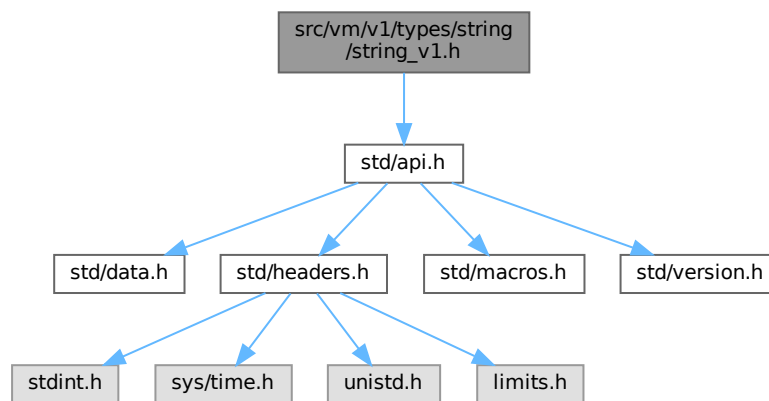 src/vm/v1/types/string
/string_v1.h
std/api.h
std/data.h
std/headers.h
std/macros.h
std/version.h
stdint.h
sys/time.h
unistd.h
limits.h